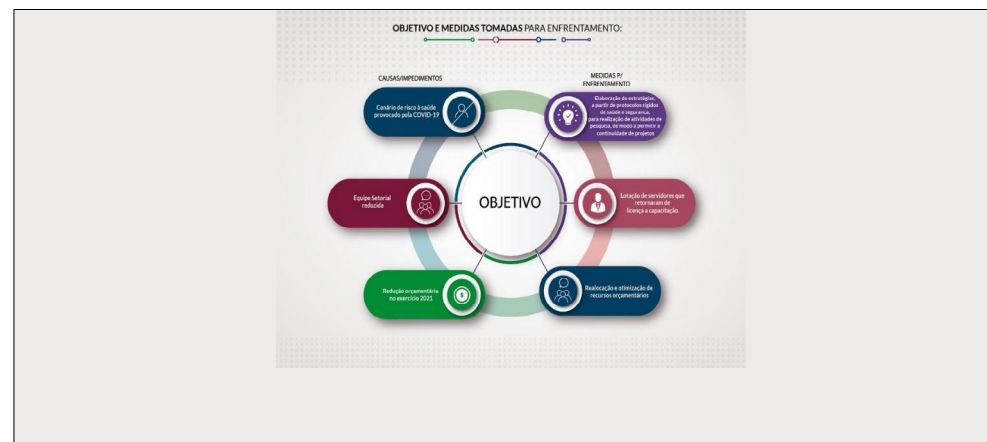 OBJETIVO E MEDIDAS TOMADAS PARA ENFRENTAMENTO:
CAUSAS/IMPEDIMENTOS
Cenário de risco à saúde
provocado pela COVID-19
Equipe Setorial
reduzida
Redução orçamentária
no exercício 2021
OBJETIVO
MEDIDAS P/
ENFRENTAMENTO
Elaboração de estratégias,
a partir de protocolos rígidos
de saúde e segurança,
para realização de atividades de
pesquisa, de modo a permitir a
continuidade de projetos
Lotação de servidores que
retornaram de
licença a capacitação.
Realocação e otimização de
recursos orçamentários